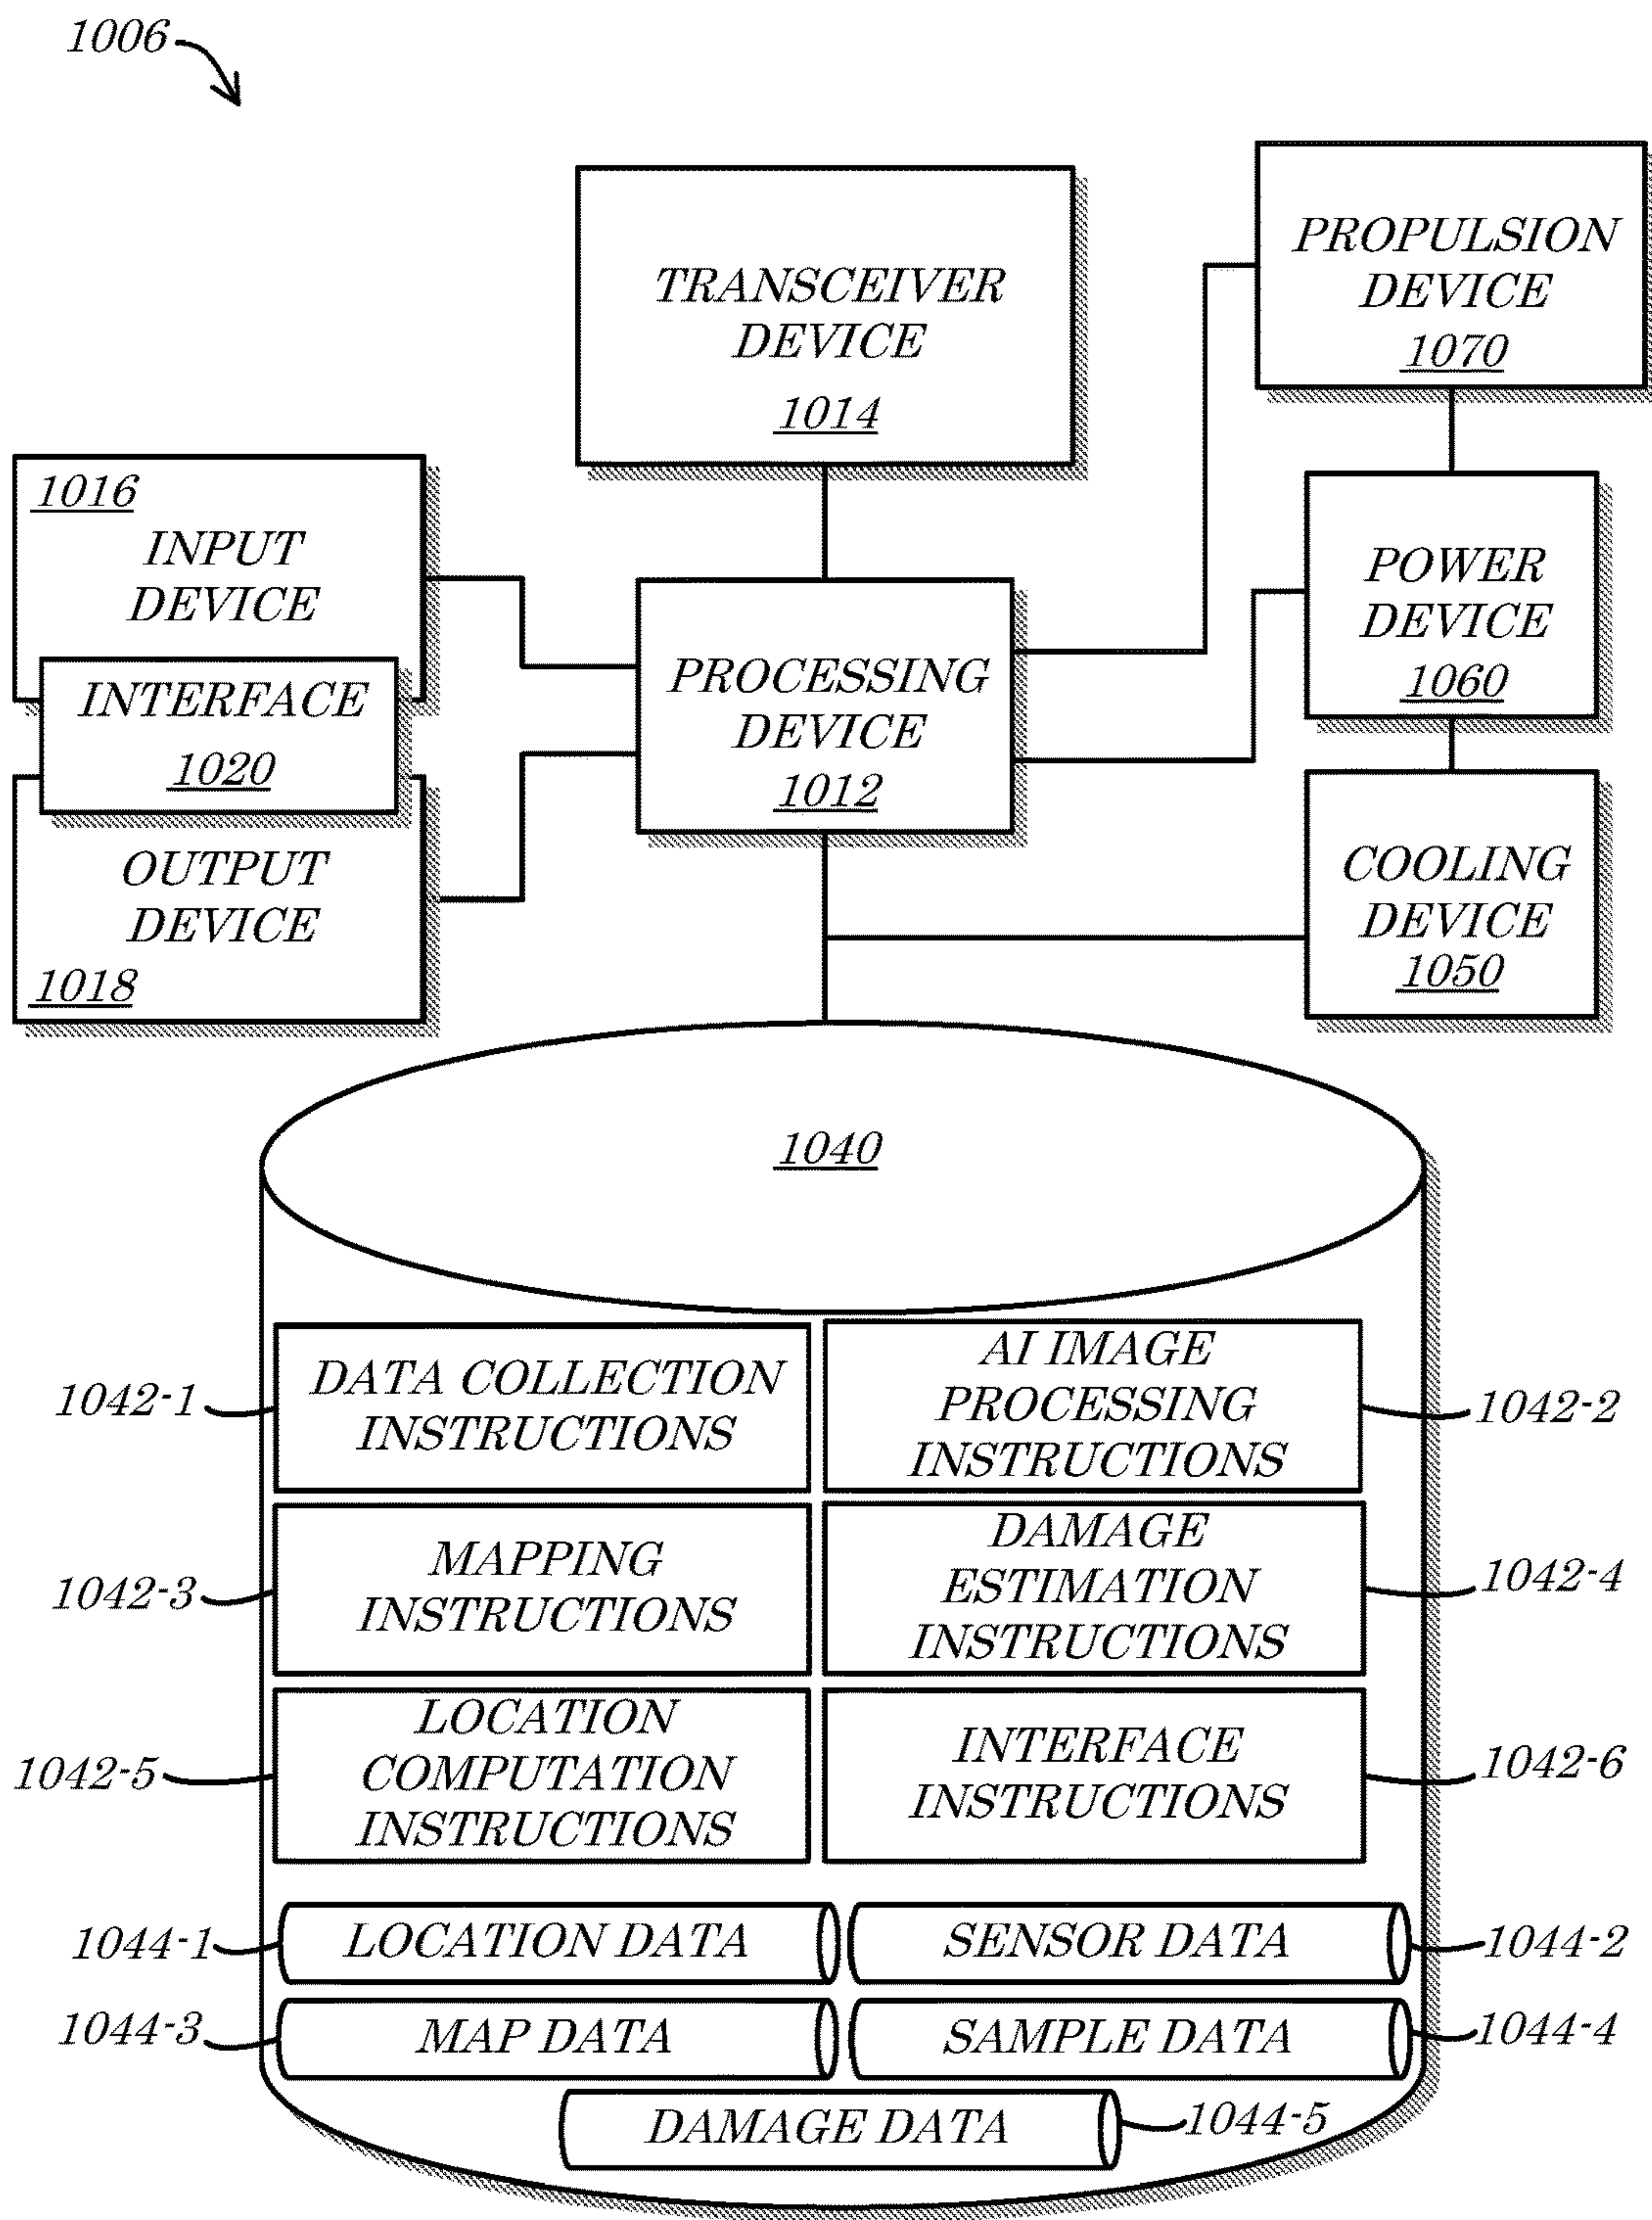 1006
TRANSCEIVER
DEVICE
1014
PROPULSION
DEVICE
1070
1016
INPUT
DEVICE
INTERFACE
1020
OUTPUT
DEVICE
1018
PROCESSING
DEVICE
1012
POWER
DEVICE
1060
COOLING
DEVICE
1050
1040
1042-1
DATA COLLECTION
INSTRUCTIONS
AI IMAGE
PROCESSING
INSTRUCTIONS
1042-2
1042-3
MAPPING
INSTRUCTIONS
DAMAGE
ESTIMATION
INSTRUCTIONS
1042-4
1042-5
LOCATION
COMPUTATION
INSTRUCTIONS
INTERFACE
INSTRUCTIONS
1042-6
1044-1
LOCATION DATA
SENSOR DATA
1044-2
1044-3
MAP DATA
SAMPLE DATA
1044-4
DAMAGE DATA
1044-5